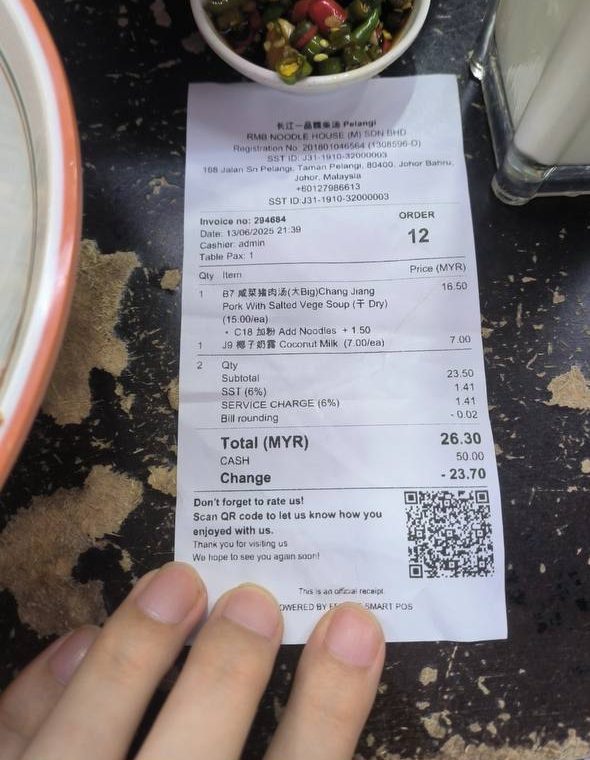 长江一品粿条汤 Pelangi
RMB NOODLE HOUSE (M) SDN BHD
Registration No: 201801046564 (1308596-D)
SST ID: J31-1910-32000003
168 Jalan Sri Pelangi, Taman Pelangi, 80400, Johor Bahru,
Johor, Malaysia
+60127986613
SST ID:J31-1910-32000003
Invoice no: 294684 ORDER
Date: 13/06/2025 21:39 12
Cashier: admin
Table Pax: 1
Qty Item Price (MYR)
1 B7 咸菜猪肉汤(大Big)Chang Jiang 16.50
Pork With Salted Vege Soup (干 Dry)
(15.00/ea)
• C18 加粉 Add Noodles + 1.50
1 J9 椰子奶露 Coconut Milk (7.00/ea) 7.00
2 Qty
Subtotal 23.50
SST (6%) 1.41
SERVICE CHARGE (6%) 1.41
Bill rounding - 0.02
Total (MYR) 26.30
CASH 50.00
Change - 23.70
Don't forget to rate us!
Scan QR code to let us know how you
enjoyed with us.
Thank you for visiting us
We hope to see you again soon!
This is an official receipt
OWERED BY SMART POS